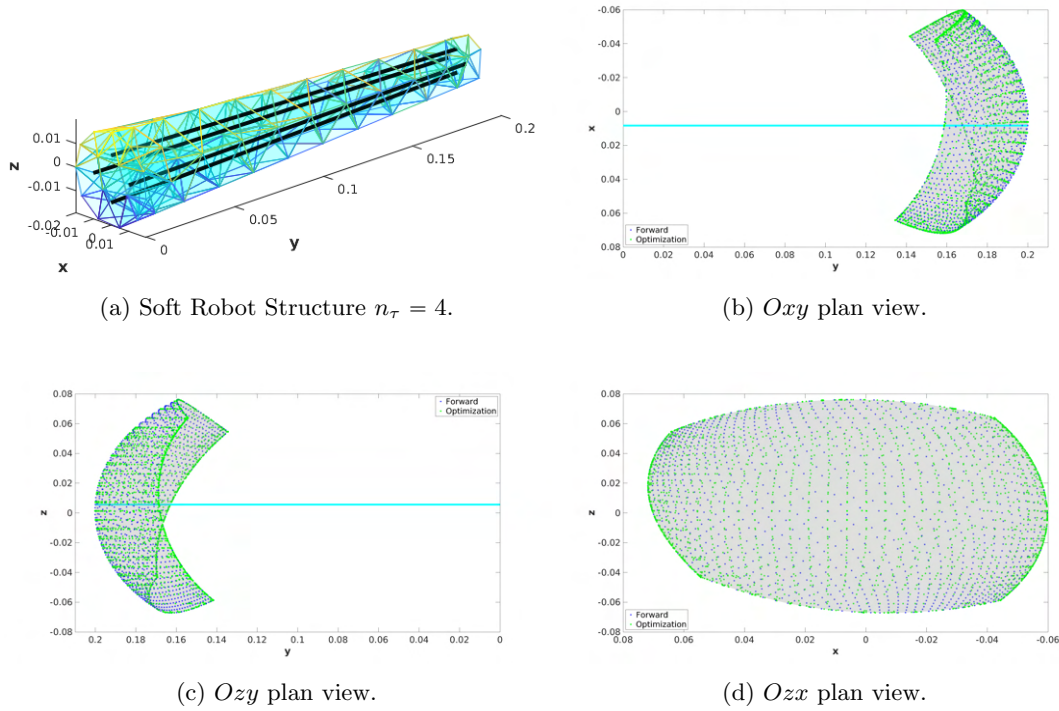 0.01
0
-0.01
z
-0.02
-0.01
0
0.01
x
0
0.05
0.1
0.15
0.2
y
(a) Soft Robot Structure nτ = 4.
-0.06
-0.04
-0.02
0
0.02
0.04
0.06
0.08
x
Forward
Optimization
0 0.02 0.04 0.06 0.08 0.1 0.12 0.14 0.16 0.18 0.2
y
(b) Oxy plan view.
0.08
0.06
0.04
0.02
0
-0.02
-0.04
-0.06
-0.08
z
Forward
Optimization
0.2 0.18 0.16 0.14 0.12 0.1 0.08 0.06 0.04 0.02 0
y
(c) Ozy plan view.
0.08
0.06
0.04
0.02
0
-0.02
-0.04
-0.06
-0.08
z
Forward
Optimization
0.08 0.06 0.04 0.02 0 -0.02 -0.04 -0.06
x
(d) Ozx plan view.